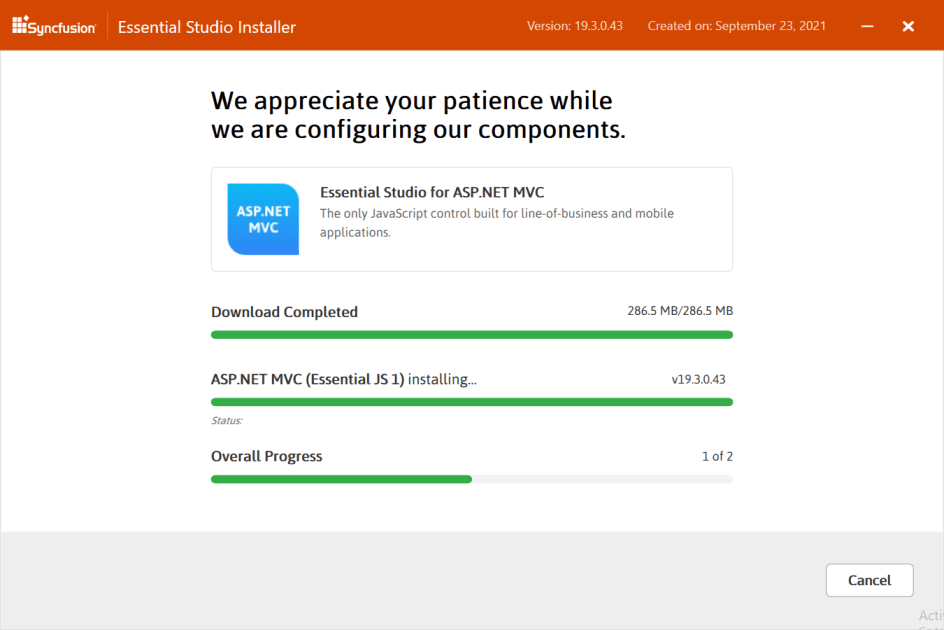 Syncfusion Essential Studio Installer Version: 19.3.0.43 Created on: September 23, 2021
We appreciate your patience while
we are configuring our components.
ASP.NET
MVC
Essential Studio for ASP.NET MVC
The only JavaScript control built for line-of-business and mobile
applications.
Download Completed 286.5 MB/286.5 MB
ASP.NET MVC (Essential JS 1) installing... v19.3.0.43
Status:
Overall Progress 1 of 2
Cancel
Acti